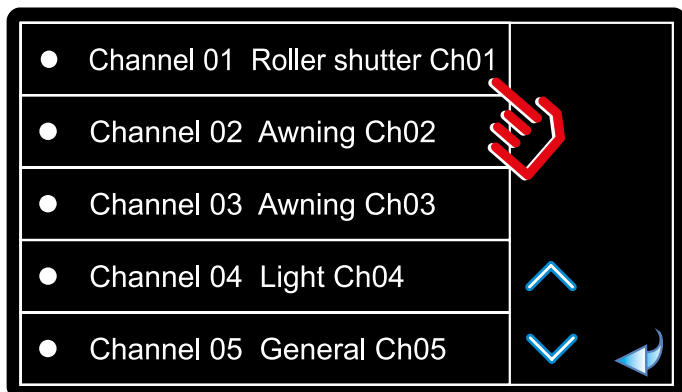 Channel 01 Roller shutter Ch01
Channel 02 Awning Ch02
Channel 03 Awning Ch03
Channel 04 Light Ch04
Channel 05 General Ch05